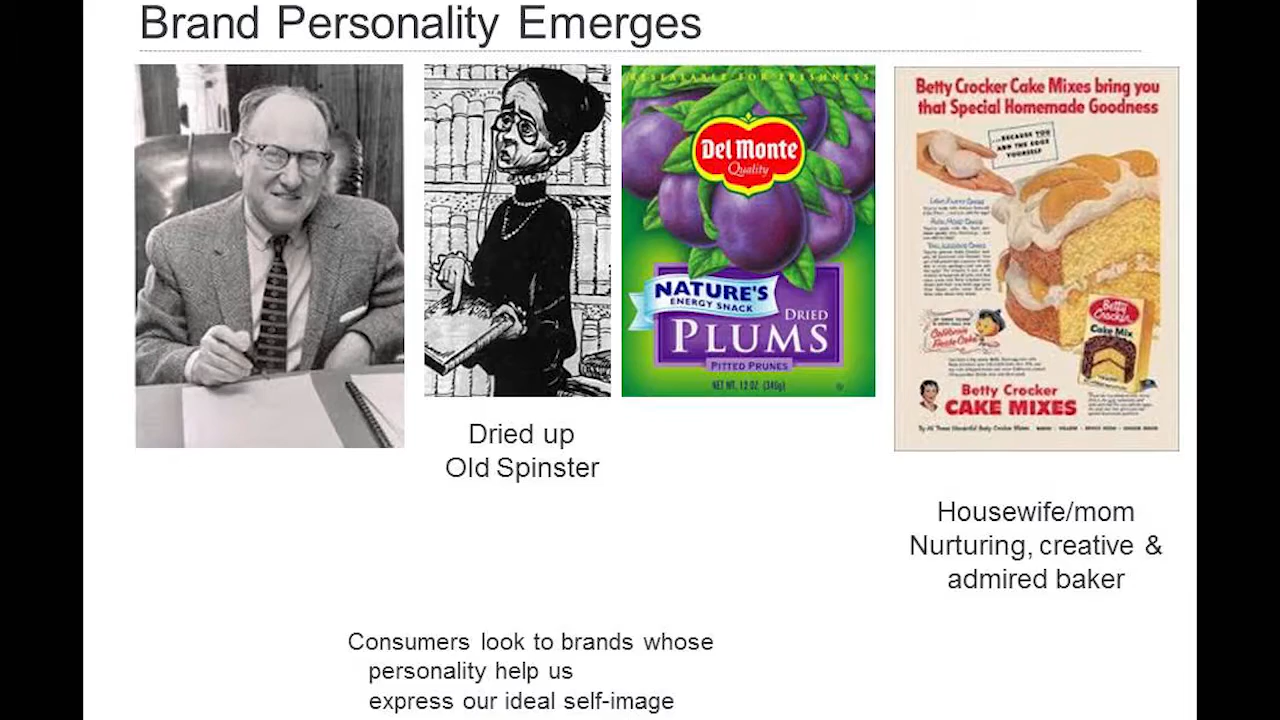 Brand Personality Emerges
RESEALABLE FOR FRESHNESS
Del Monte
Quality
NATURE'S
ENERGY SNACK
DRIED
PLUMS
PITTED PRUNES
NET WT. 12 OZ. (340g)
Betty Crocker Cake Mixes bring you
that Special Homemade Goodness
...BECAUSE YOU
ADD THE EGGS
YOURSELF
Betty
Crocker
Cake Mix
Betty Crocker
CAKE MIXES
Dried up
Old Spinster
Housewife/mom
Nurturing, creative &
admired baker
Consumers look to brands whose
personality help us
express our ideal self-image